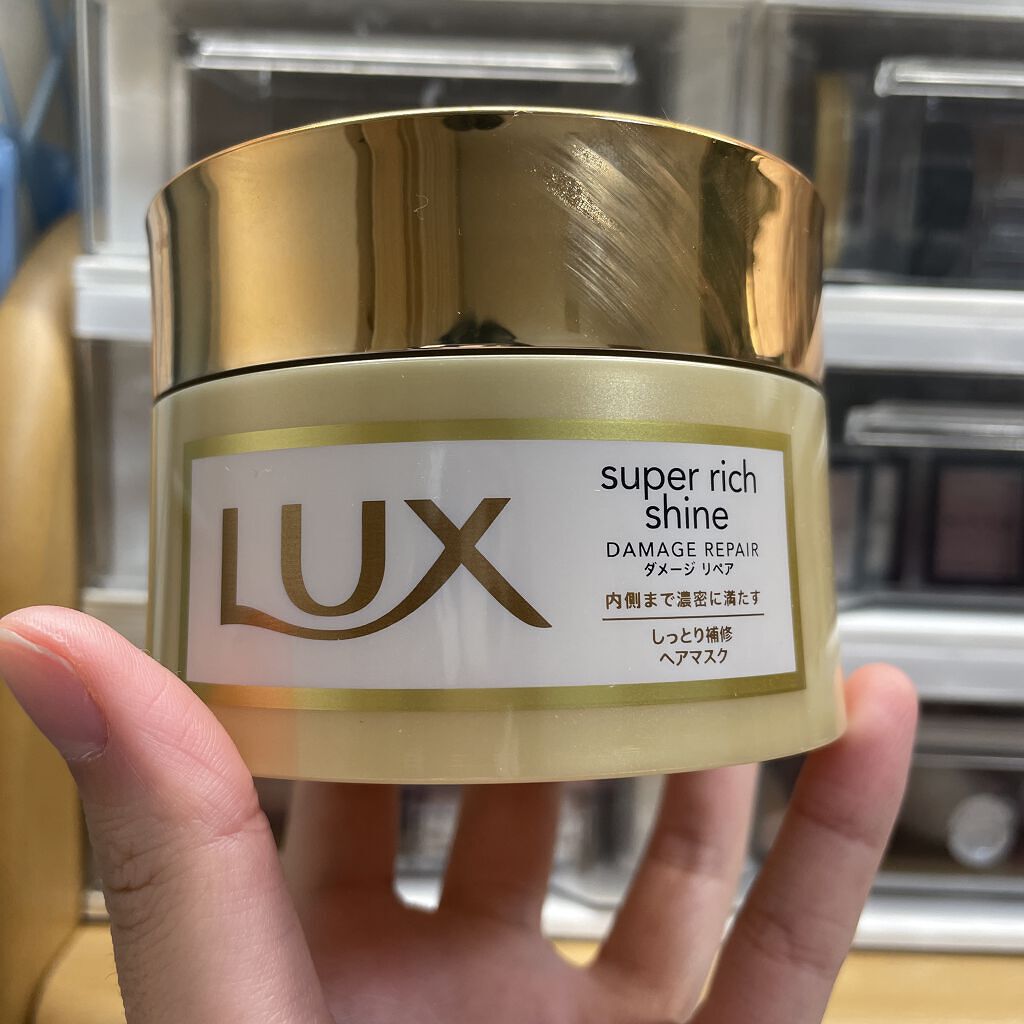 LUX
super rich
shine
DAMAGE REPAIR
ダメージ リペア
内側まで濃密に満たす
しっとり補修
ヘアマスク